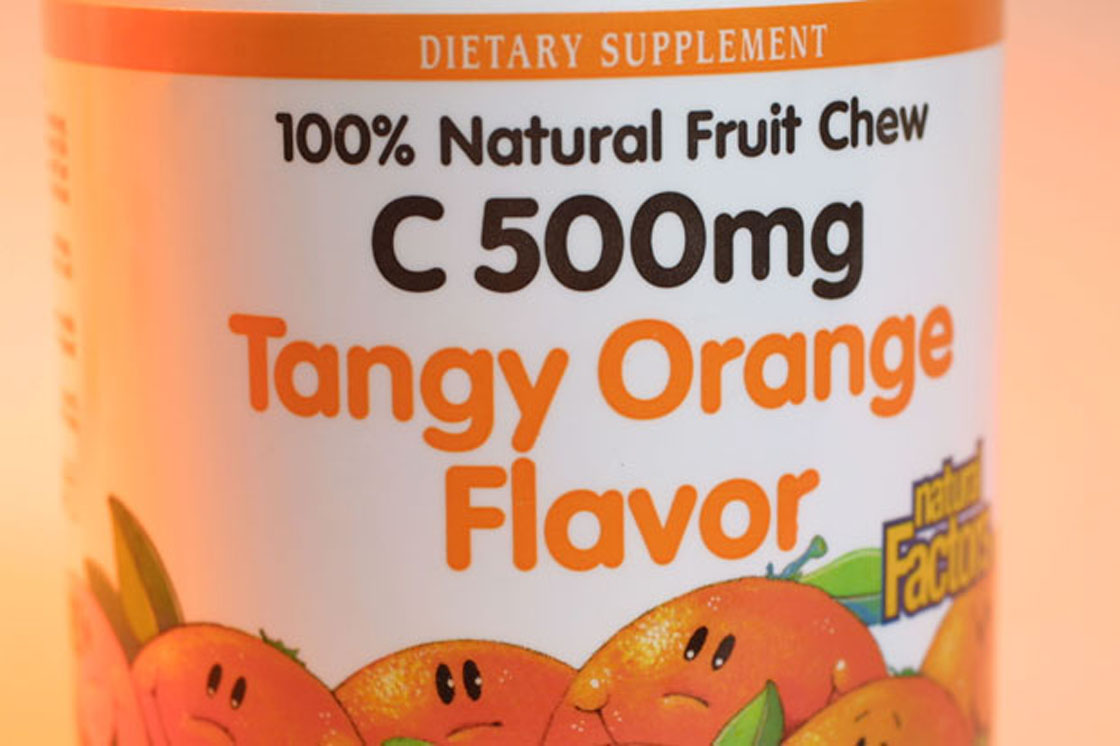 DIETARY SUPPLEMENT
100% Natural Fruit Chew
C 500mg
Tangy Orange
Flavor
natural
Factors